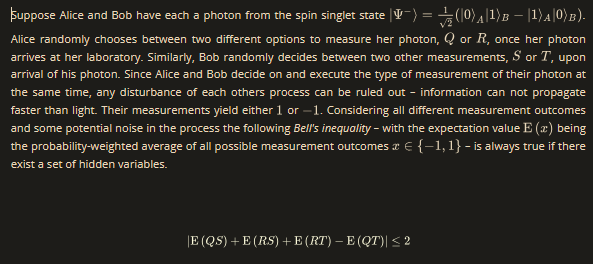 Suppose Alice and Bob have each a photon from the spin singlet state |Ψ⁻⟩ = 1/√2 (|0⟩_A|1⟩_B − |1⟩_A|0⟩_B).
Alice randomly chooses between two different options to measure her photon, Q or R, once her photon
arrives at her laboratory. Similarly, Bob randomly decides between two other measurements, S or T, upon
arrival of his photon. Since Alice and Bob decide on and execute the type of measurement of their photon at
the same time, any disturbance of each others process can be ruled out – information can not propagate
faster than light. Their measurements yield either 1 or −1. Considering all different measurement outcomes
and some potential noise in the process the following Bell's inequality – with the expectation value E (x) being
the probability-weighted average of all possible measurement outcomes x ∈ {−1, 1} – is always true if there
exist a set of hidden variables.
|E (QS) + E (RS) + E (RT) − E (QT)| ≤ 2